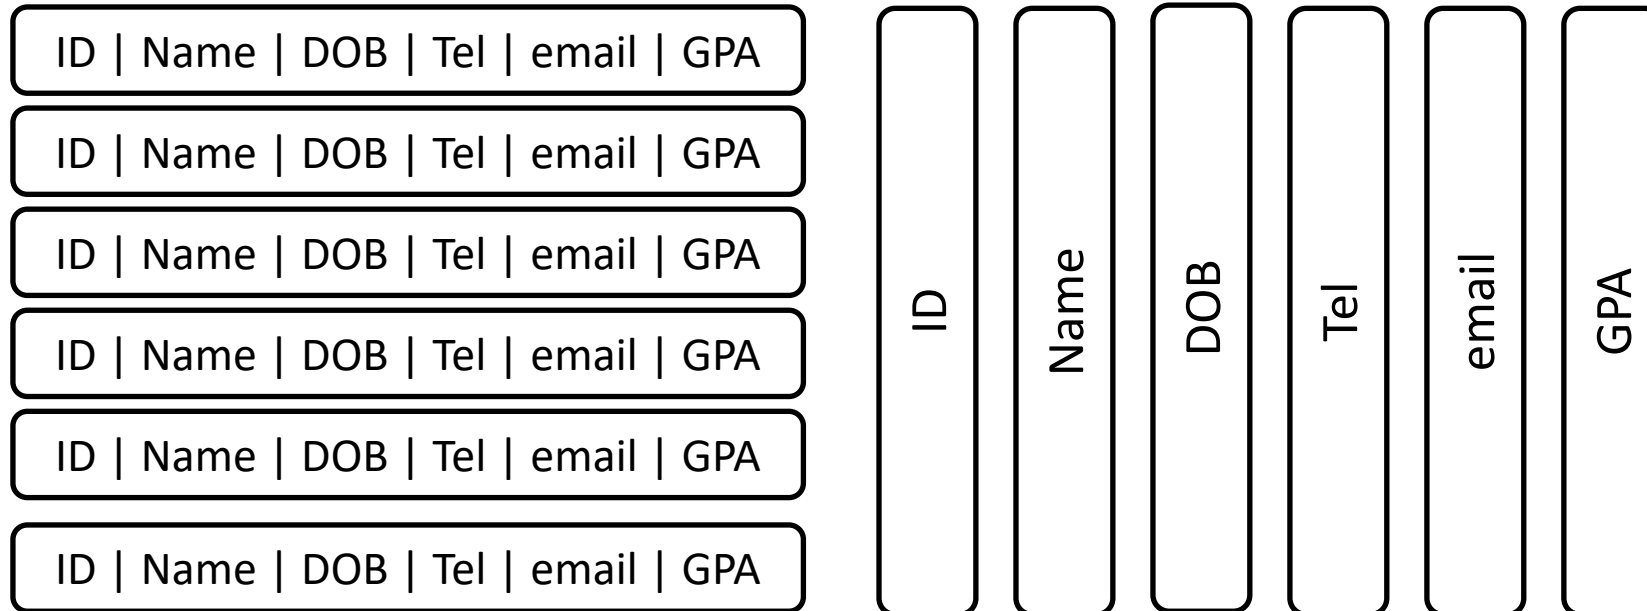 ID | Name | DOB | Tel | email | GPA
ID | Name | DOB | Tel | email | GPA
ID | Name | DOB | Tel | email | GPA
ID | Name | DOB | Tel | email | GPA
ID | Name | DOB | Tel | email | GPA
ID | Name | DOB | Tel | email | GPA
ID
Name
DOB
Tel
email
GPA